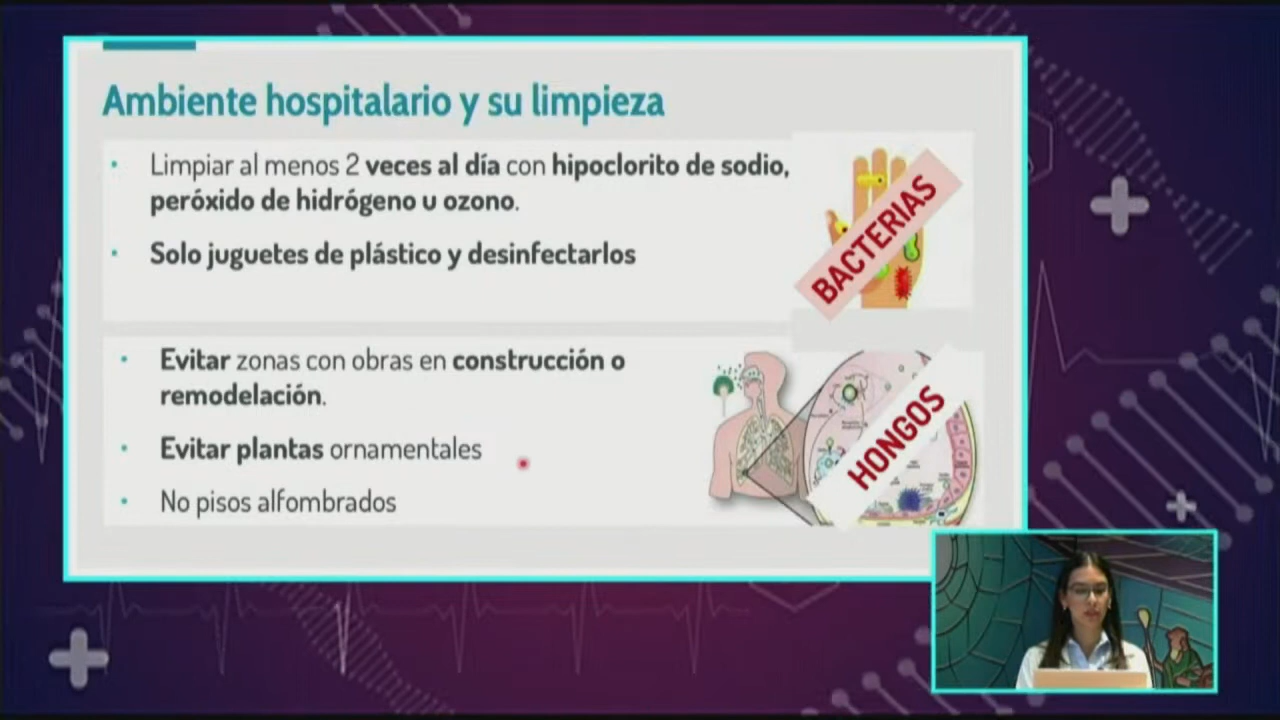 Ambiente hospitalario y su limpieza
• Limpiar al menos 2 veces al día con hipoclorito de sodio,
peróxido de hidrógeno u ozono.
• Solo juguetes de plástico y desinfectarlos
BACTERIAS
• Evitar zonas con obras en construcción o
remodelación.
• Evitar plantas ornamentales
• No pisos alfombrados
HONGOS